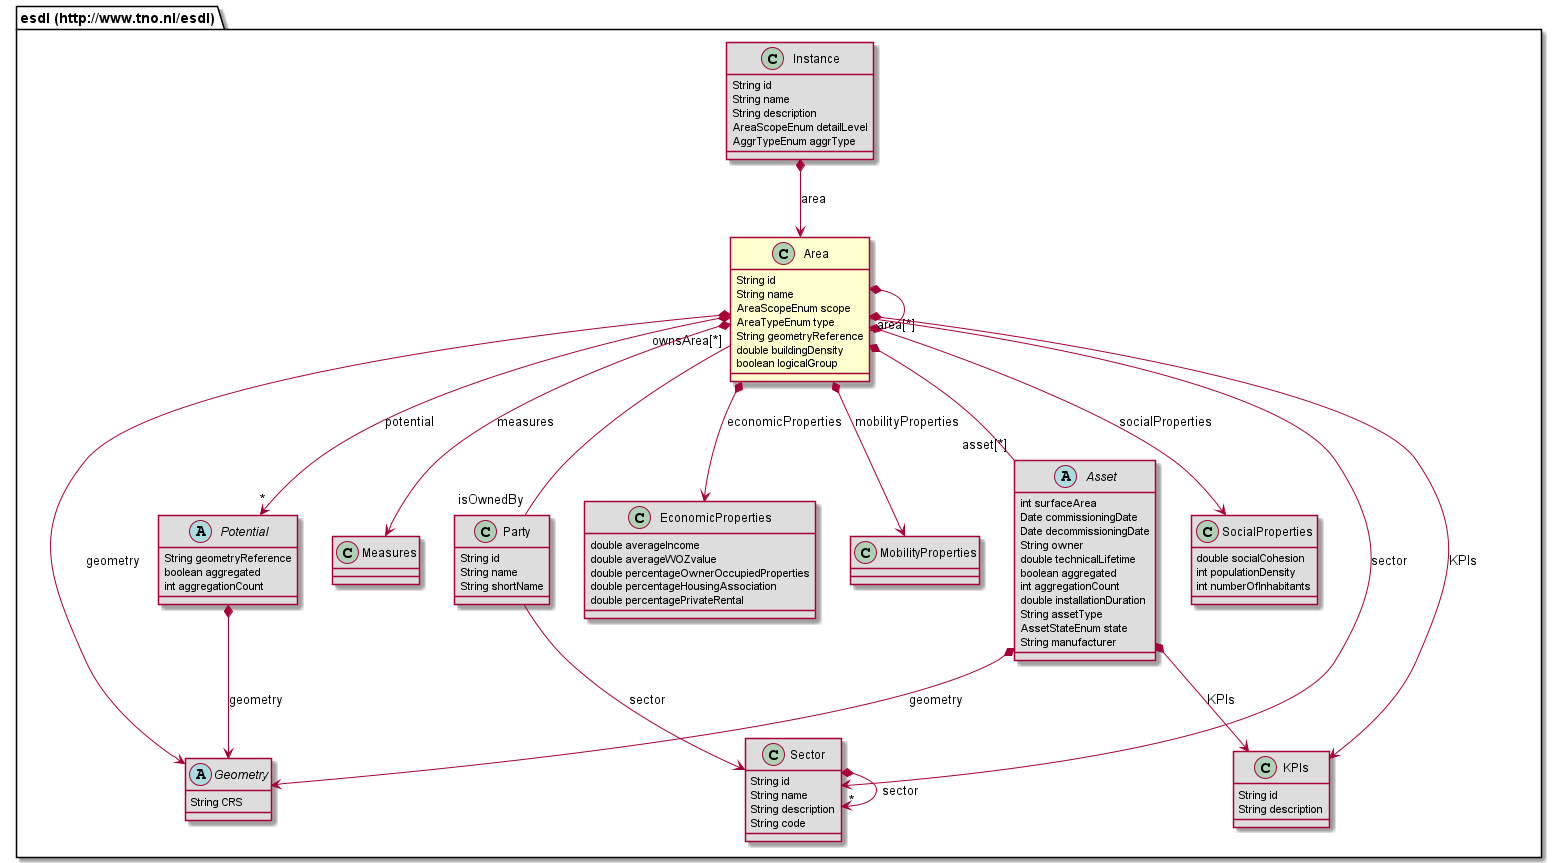 esdl (http://www.tno.nl/esdl)
C Instance
String id
String name
String description
AreaScopeEnum detailLevel
AggrTypeEnum aggrType
area
C Area
String id
String name
AreaScopeEnum scope
AreaTypeEnum type
String geometryReference
double buildingDensity
boolean logicalGroup
area[*]
ownsArea[*]
potential
measures
economicProperties
mobilityProperties
asset[*]
socialProperties
*
isOwnedBy
geometry
sector
KPIs
A Potential
String geometryReference
boolean aggregated
int aggregationCount
C Measures
C Party
String id
String name
String shortName
C EconomicProperties
double averageIncome
double averageWOZvalue
double percentageOwnerOccupiedProperties
double percentageHousingAssociation
double percentagePrivateRental
C MobilityProperties
A Asset
int surfaceArea
Date commissioningDate
Date decommissioningDate
String owner
double technicalLifetime
boolean aggregated
int aggregationCount
double installationDuration
String assetType
AssetStateEnum state
String manufacturer
C SocialProperties
double socialCohesion
int populationDensity
int numberOfInhabitants
geometry
sector
geometry
KPIs
A Geometry
String CRS
C Sector
String id
String name
String description
String code
*
sector
C KPIs
String id
String description